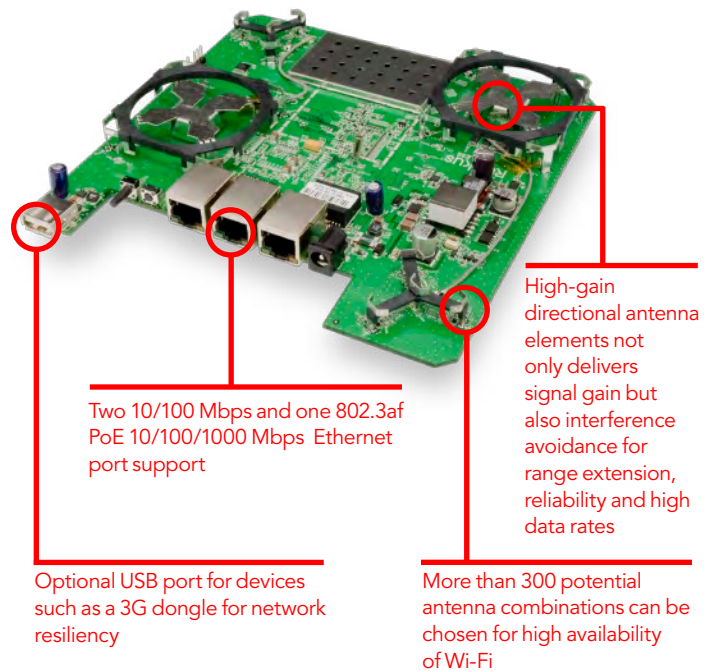 High-gain
directional antenna
elements not
only delivers
signal gain but
also interference
avoidance for
range extension,
reliability and high
data rates
Two 10/100 Mbps and one 802.3af
PoE 10/100/1000 Mbps Ethernet
port support
Optional USB port for devices
such as a 3G dongle for network
resiliency
More than 300 potential
antenna combinations can be
chosen for high availability
of Wi-Fi